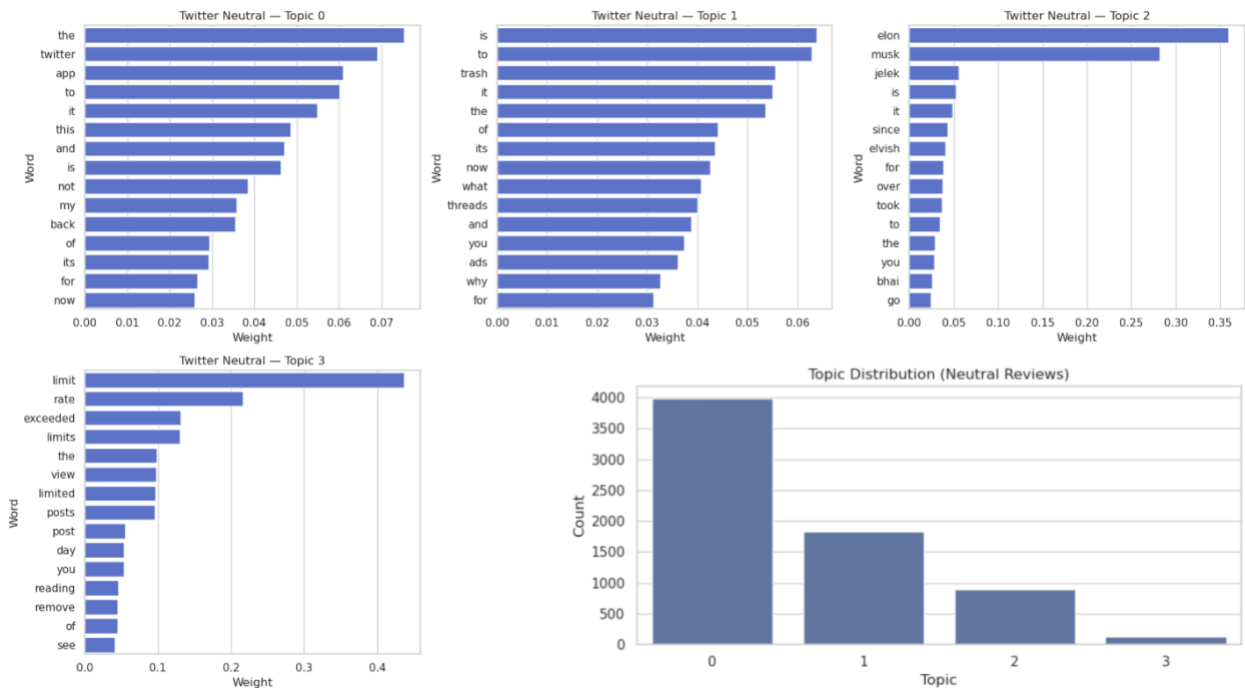 Twitter Neutral — Topic 0
the
twitter
app
to
it
this
and
is
not
my
back
of
its
for
now
Word
0.00 0.01 0.02 0.03 0.04 0.05 0.06 0.07
Weight
Twitter Neutral — Topic 1
is
to
trash
it
the
of
its
now
what
threads
and
you
ads
why
for
Word
0.00 0.01 0.02 0.03 0.04 0.05 0.06
Weight
Twitter Neutral — Topic 2
elon
musk
jelek
is
it
since
elvish
for
over
took
to
the
you
bhai
go
Word
0.00 0.05 0.10 0.15 0.20 0.25 0.30 0.35
Weight
Twitter Neutral — Topic 3
limit
rate
exceeded
limits
the
view
limited
posts
post
day
you
reading
remove
of
see
Word
0.0 0.1 0.2 0.3 0.4
Weight
Topic Distribution (Neutral Reviews)
4000
3500
3000
2500
2000
1500
1000
500
0
Count
0 1 2 3
Topic